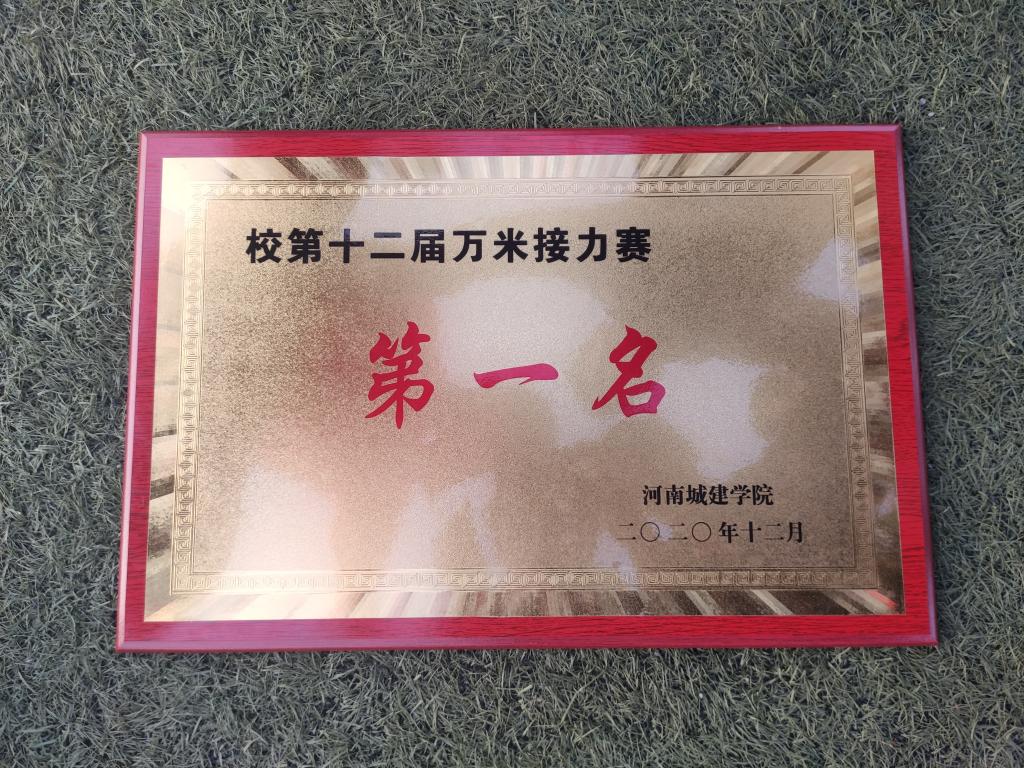 校第十二届万米接力赛
第一名
河南城建学院
二〇二〇年十二月